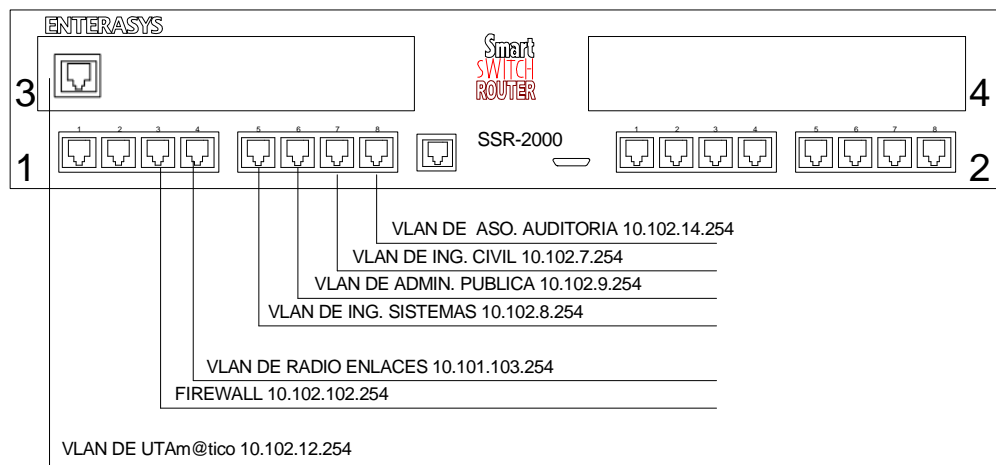 ENTERASYS
Smart
SWITCH
ROUTER
3
4
1 2 3 4 5 6 7 8
1 2 3 4 5 6 7 8
1
SSR-2000
2
VLAN DE ASO. AUDITORIA 10.102.14.254
VLAN DE ING. CIVIL 10.102.7.254
VLAN DE ADMIN. PUBLICA 10.102.9.254
VLAN DE ING. SISTEMAS 10.102.8.254
VLAN DE RADIO ENLACES 10.101.103.254
FIREWALL 10.102.102.254
VLAN DE UTAm@tico 10.102.12.254